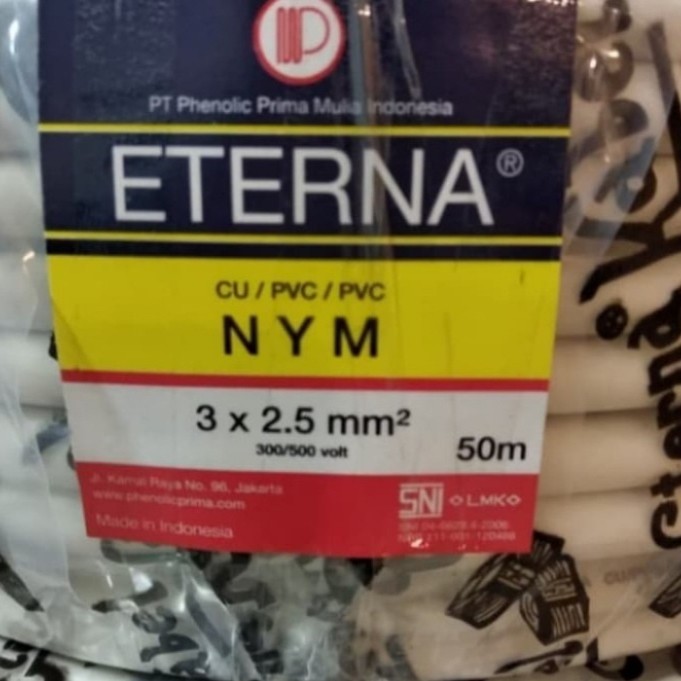 PT Phenolic Prima Mulia Indonesia
ETERNA®
CU / PVC / PVC
NYM
3 x 2.5 mm²
300/500 volt
50m
Jl. Kamal Raya No. 96, Jakarta
www.phenolicprima.com
Made in Indonesia
SNI LMK
Eterna